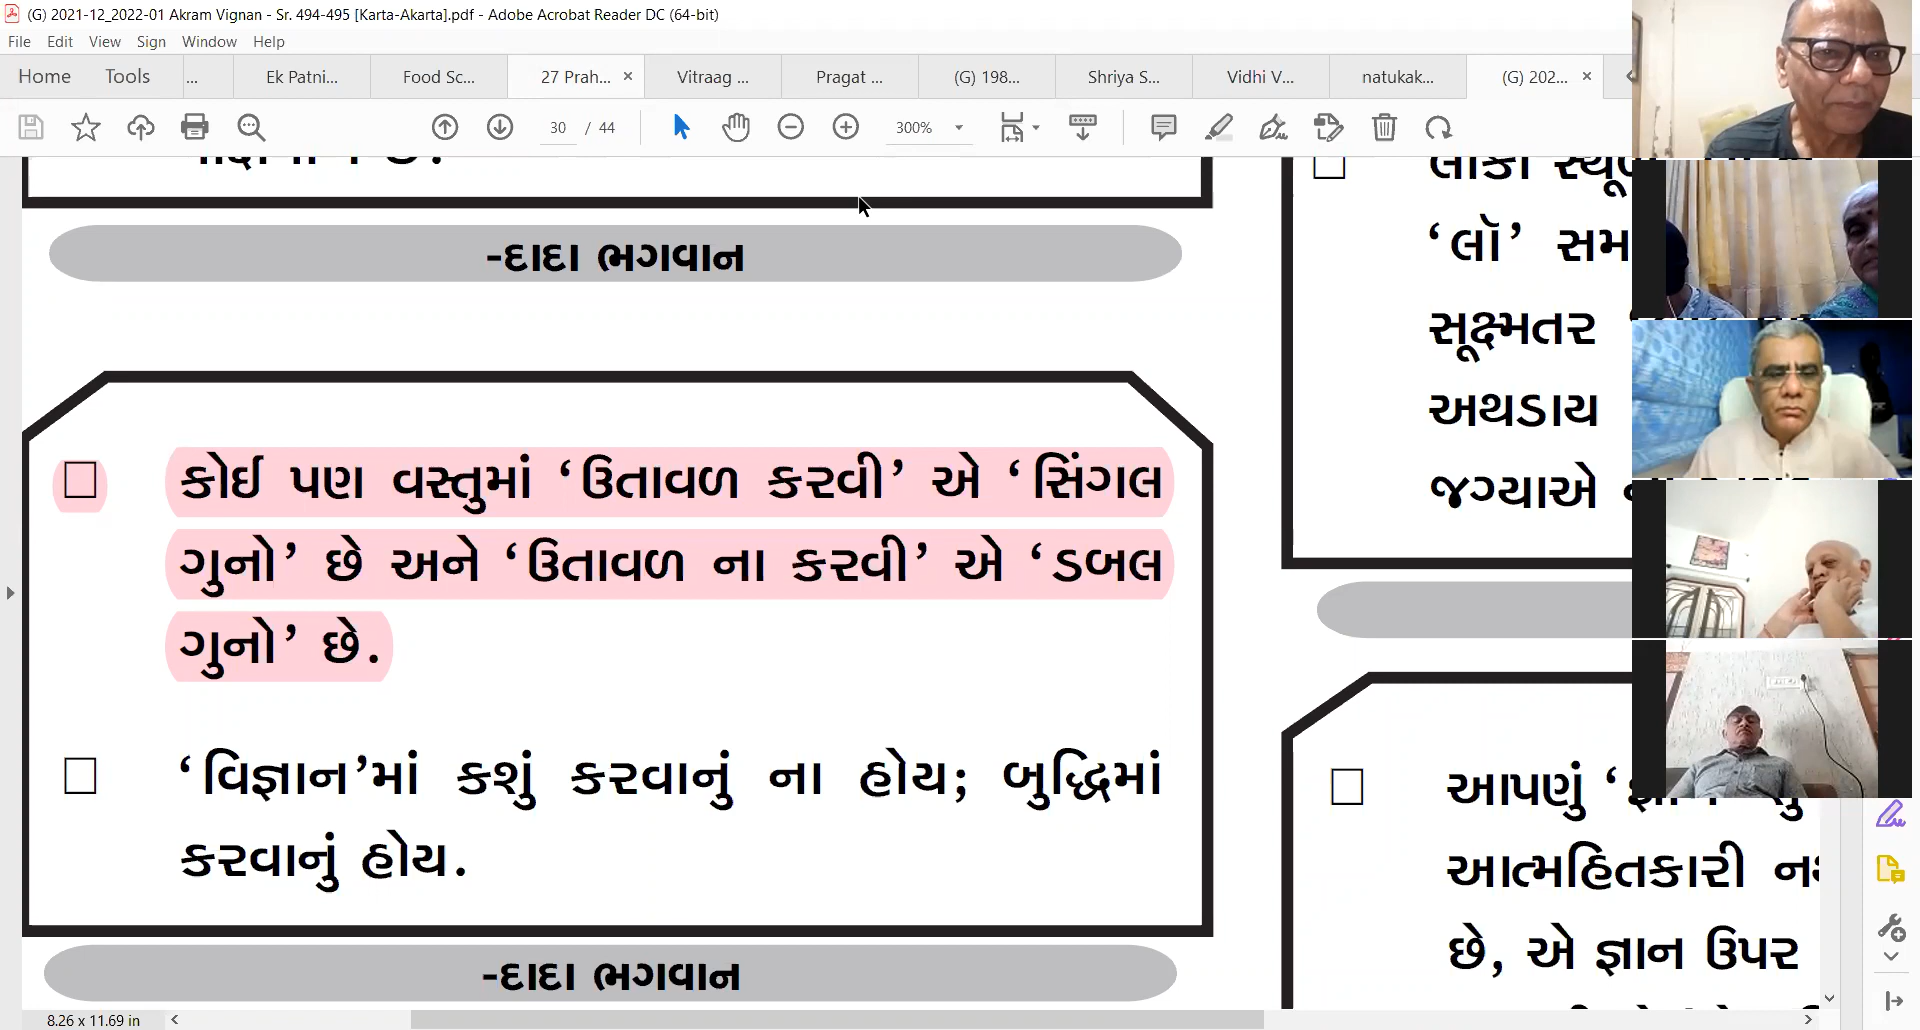 (G) 2021-12_2022-01 Akram Vignan - Sr. 494-495 [Karta-Akarta].pdf - Adobe Acrobat Reader DC (64-bit)
File Edit View Sign Window Help
Home Tools ... Ek Patni... Food Sc... 27 Prah... × Vitraag ... Pragat ... (G) 198... Shriya S... Vidhi V... natukak... (G) 202... ×
30 / 44 300%
-દાદા ભગવાન
કોઈ પણ વસ્તુમાં ‘ઉતાવળ કરવી’ એ ‘સિંગલ
ગુનો’ છે અને ‘ઉતાવળ ના કરવી’ એ ‘ડબલ
ગુનો’ છે.
‘વિજ્ઞાન’માં કશું કરવાનું ના હોય; બુદ્ધિમાં
કરવાનું હોય.
-દાદા ભગવાન
‘લૉ’
સૂક્ષ્મતર
અથડાય
જગ્યાએ
આપણું
આત્મહિતકારી
છે, એ જ્ઞાન ઉપર
8.26 x 11.69 in